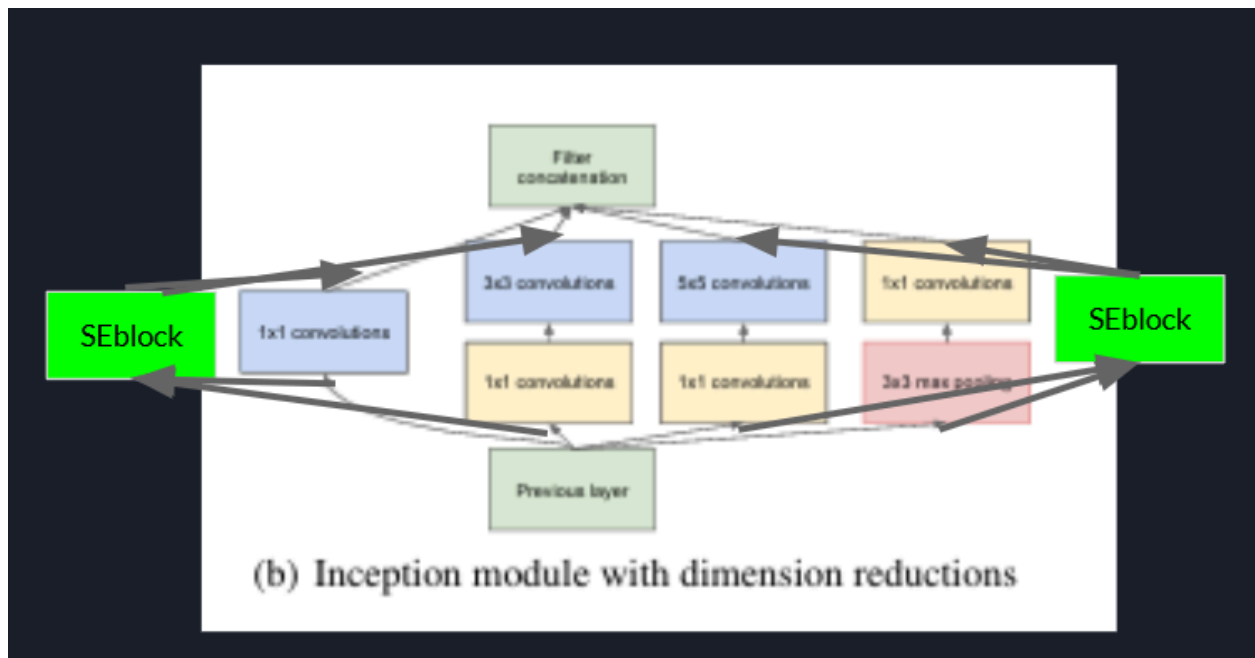 Filter
concatenation
3x3 convolutions
5x5 convolutions
1x1 convolutions
SEblock
1x1 convolutions
SEblock
1x1 convolutions
1x1 convolutions
3x3 max pooling
Previous layer
(b) Inception module with dimension reductions